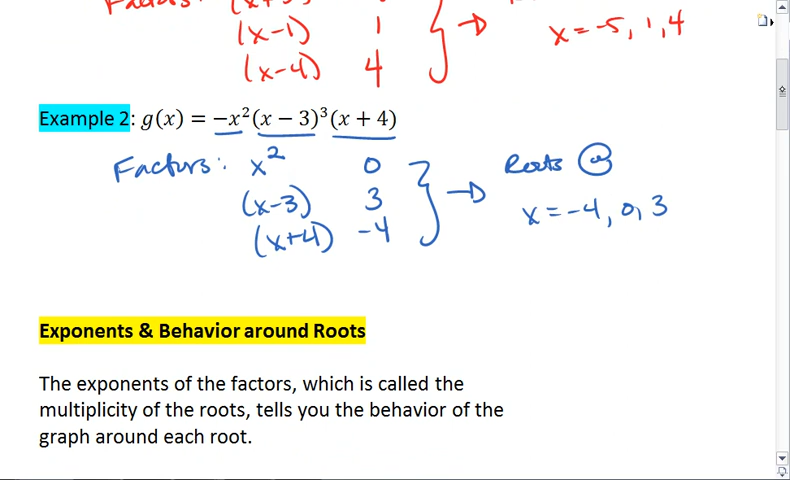 (x-1) 1
x = -5, 1, 4
(x-4) 4
Example 2: g(x) = −x²(x − 3)³(x + 4)
Factors: x² 0 Roots @
(x-3) 3 x = -4, 0, 3
(x+4) -4
Exponents & Behavior around Roots
The exponents of the factors, which is called the
multiplicity of the roots, tells you the behavior of the
graph around each root.